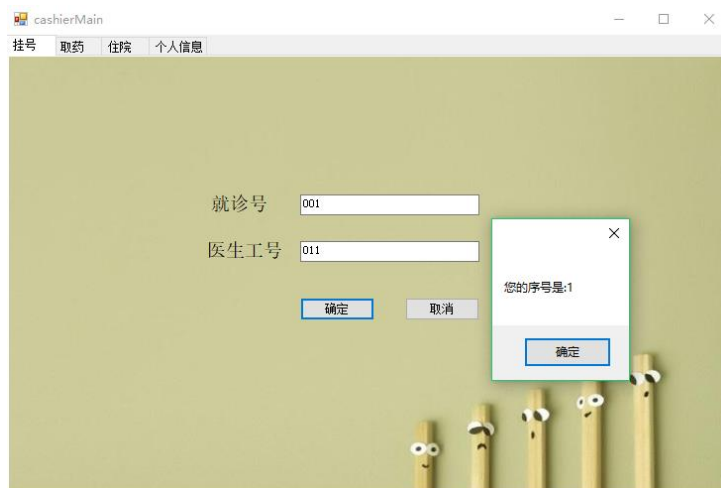 cashierMain
挂号 取药 住院 个人信息
就诊号 001
医生工号 011
您的序号是:1
确定 取消
确定